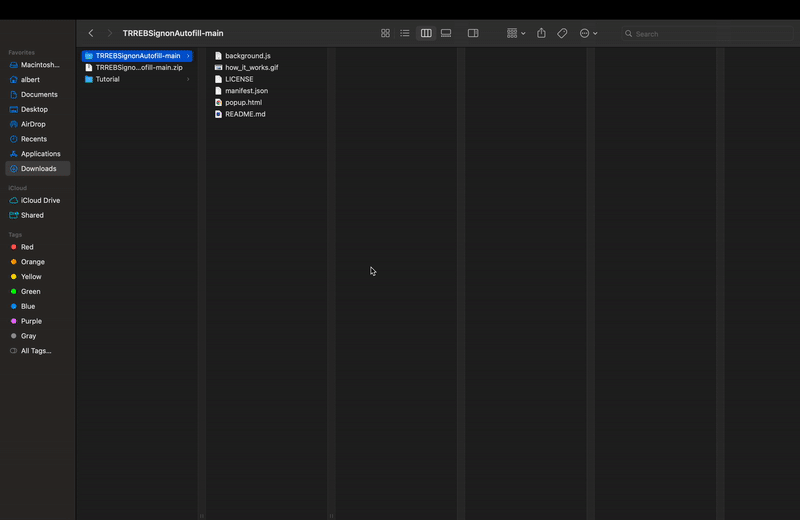 TRREBSignonAutofill-main
Search
Favorites
Macintosh...
albert
Documents
Desktop
AirDrop
Recents
Applications
Downloads
iCloud
iCloud Drive
Shared
Tags
Red
Orange
Yellow
Green
Blue
Purple
Gray
All Tags...
TRREBSignonAutofill-main
TRREBSigno...ofill-main.zip
Tutorial
background.js
how_it_works.gif
LICENSE
manifest.json
popup.html
README.md